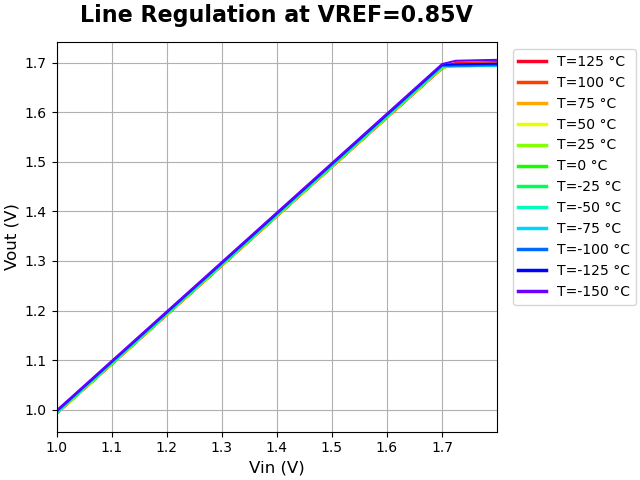 Line Regulation at VREF=0.85V
Vout (V)
1.7
1.6
1.5
1.4
1.3
1.2
1.1
1.0
1.0 1.1 1.2 1.3 1.4 1.5 1.6 1.7
Vin (V)
T=125 °C
T=100 °C
T=75 °C
T=50 °C
T=25 °C
T=0 °C
T=-25 °C
T=-50 °C
T=-75 °C
T=-100 °C
T=-125 °C
T=-150 °C